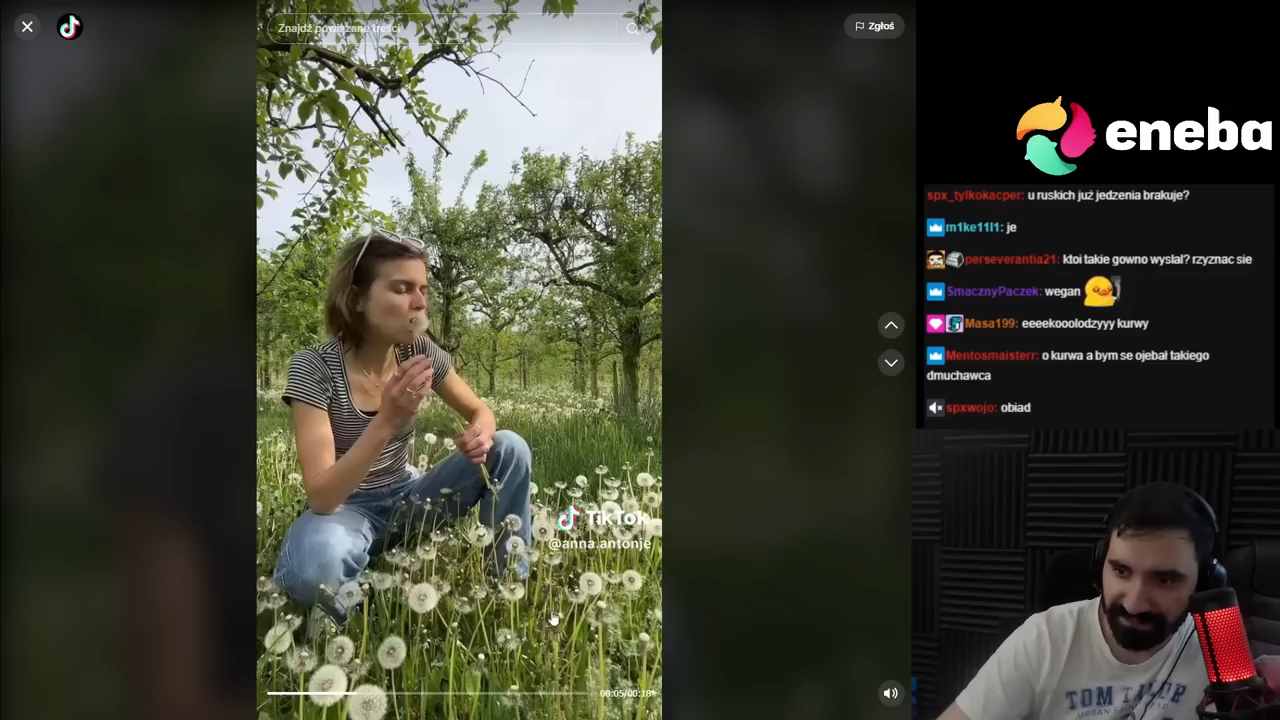 Znajdź powiązane treści
Zgłoś
eneba
spx_tylkokacper: u ruskich już jedzenia brakuje?
m1ke11l1: je
perseverantia21: ktoi takie gowno wysłal? rzyznac sie
SmacznyPaczek: wegan
Masa199: eeeekooolodzyyy kurwy
Mentosmaisterr: o kurwa a bym se ojebał takiego
dmuchawca
spxwojo: obiad
TikTok
@anna.antonje
00:05/00:18
TOM TAILOR